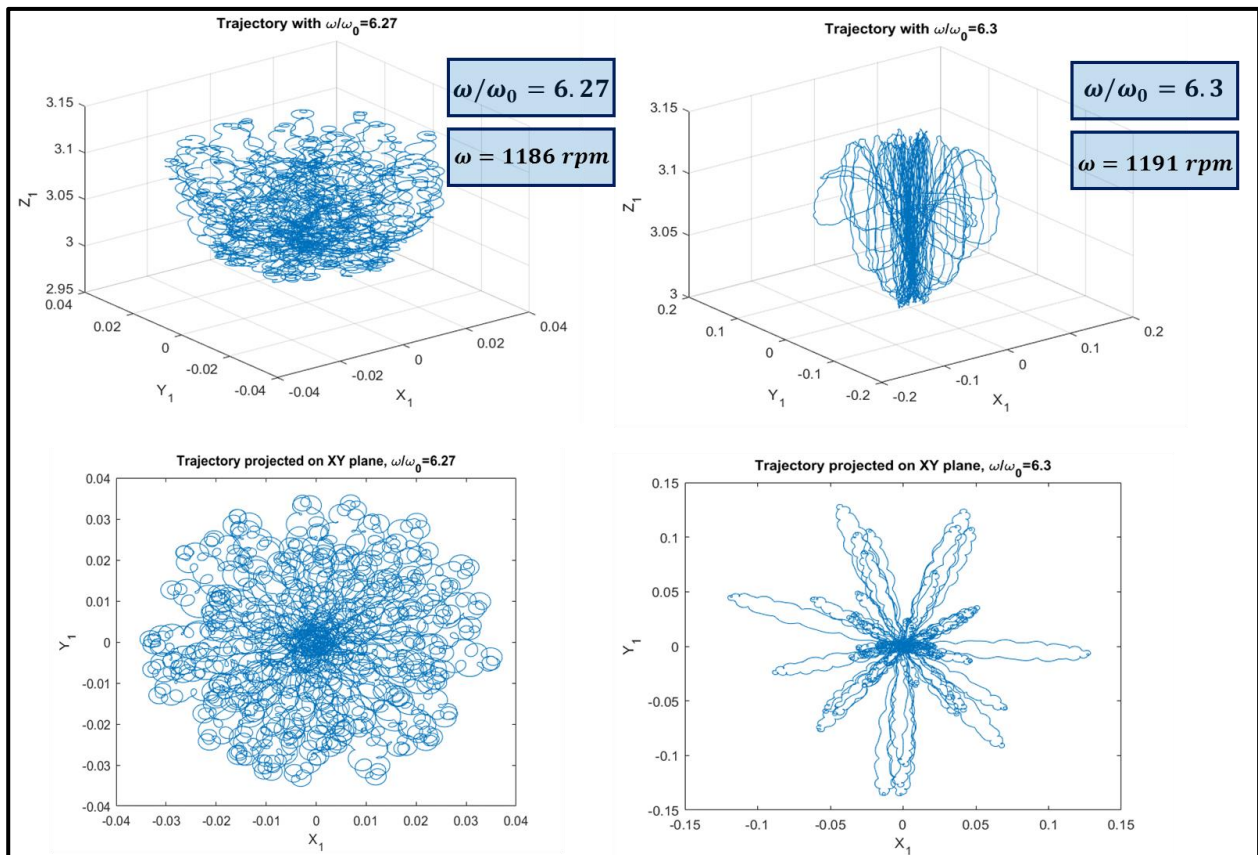 Trajectory with ω/ω₀=6.27
ω/ω₀ = 6.27
ω = 1186 rpm
3.15
3.1
3.05
3
2.95
Z₁
0.04
0.02
0
-0.02
-0.04
Y₁
-0.04
-0.02
0
0.02
0.04
X₁
Trajectory with ω/ω₀=6.3
ω/ω₀ = 6.3
ω = 1191 rpm
3.15
3.1
3.05
3
Z₁
0.2
0.1
0
-0.1
-0.2
Y₁
-0.2
-0.1
0
0.1
0.2
X₁
Trajectory projected on XY plane, ω/ω₀=6.27
0.04
0.03
0.02
0.01
0
-0.01
-0.02
-0.03
-0.04
Y₁
-0.04 -0.03 -0.02 -0.01 0 0.01 0.02 0.03 0.04
X₁
Trajectory projected on XY plane, ω/ω₀=6.3
0.15
0.1
0.05
0
-0.05
-0.1
-0.15
Y₁
-0.15 -0.1 -0.05 0 0.05 0.1 0.15
X₁